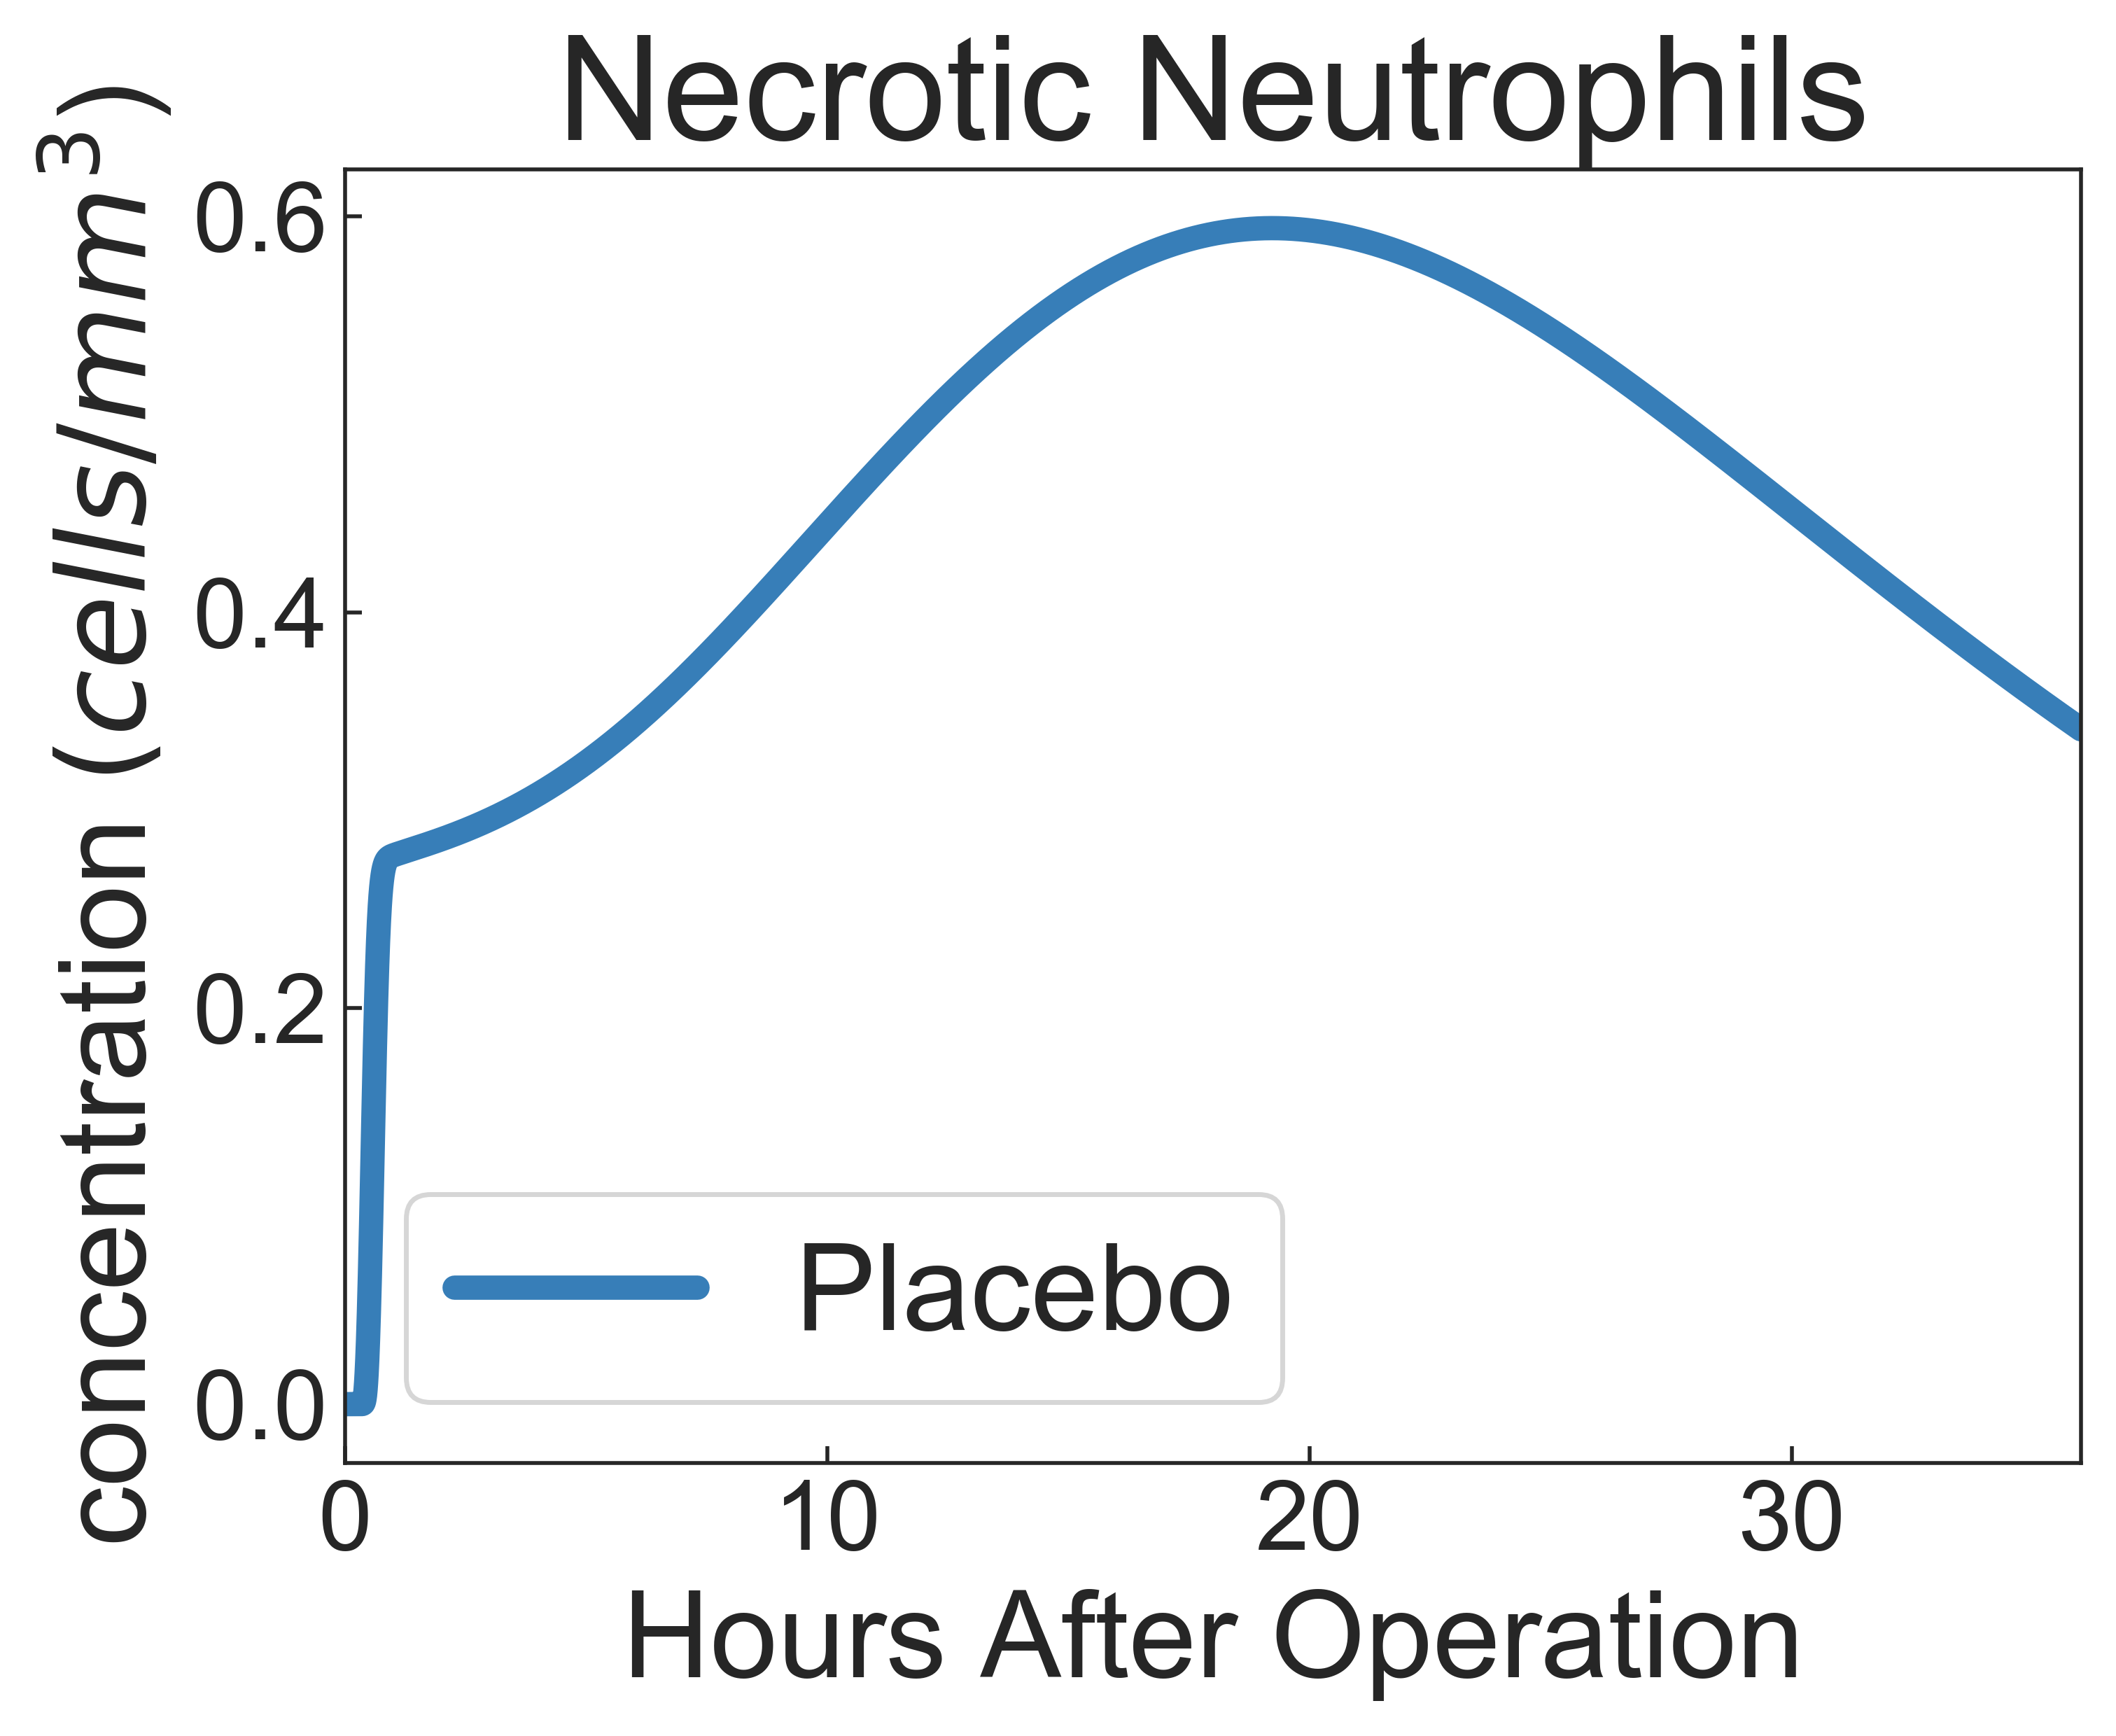 Necrotic Neutrophils
concentration (cells/mm³)
0.6
0.4
0.2
0.0
Placebo
0
10
20
30
Hours After Operation